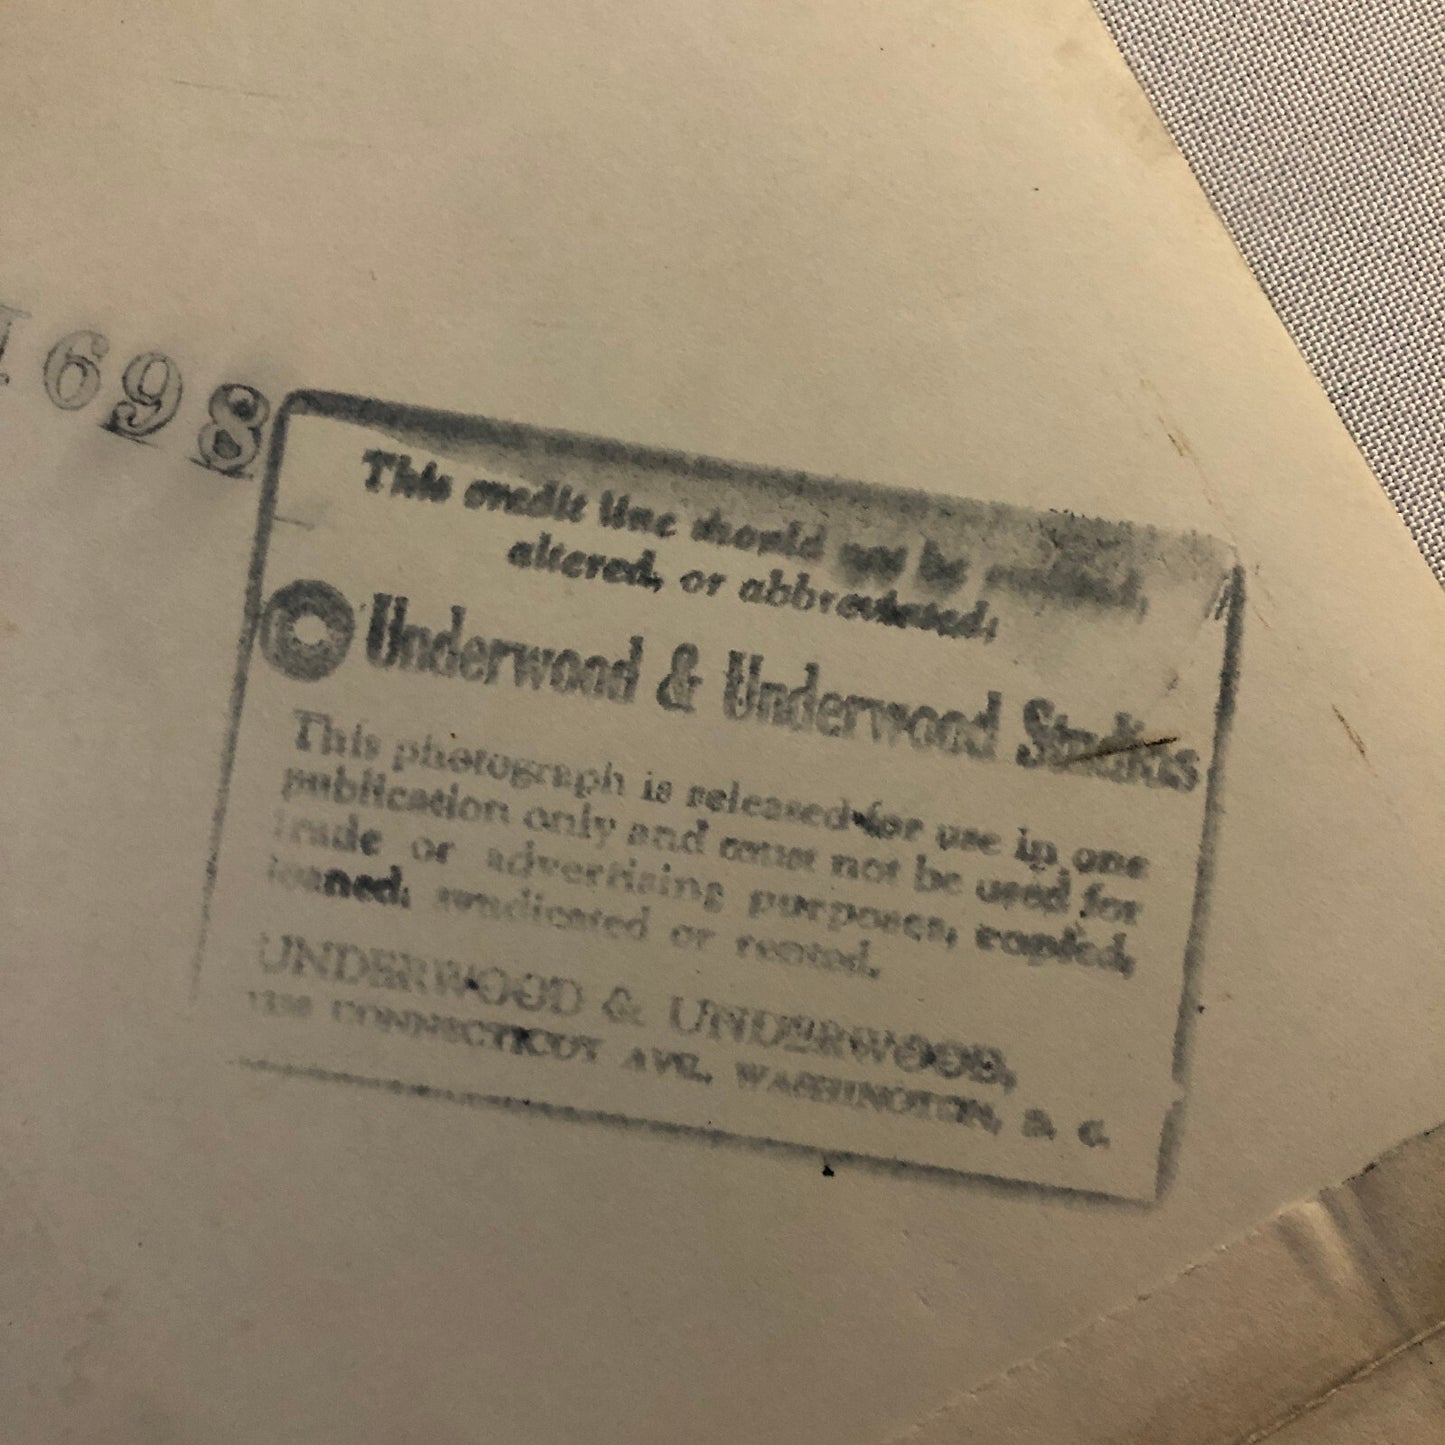 1698
This credit line should not be omitted,
altered, or abbreviated:
Underwood & Underwood Studios
This photograph is released for use in one
publication only and must not be used for
trade or advertising purposes, copied,
loaned, syndicated or rented.
UNDERWOOD & UNDERWOOD,
CONNECTICUT AVE., WASHINGTON, D. C.